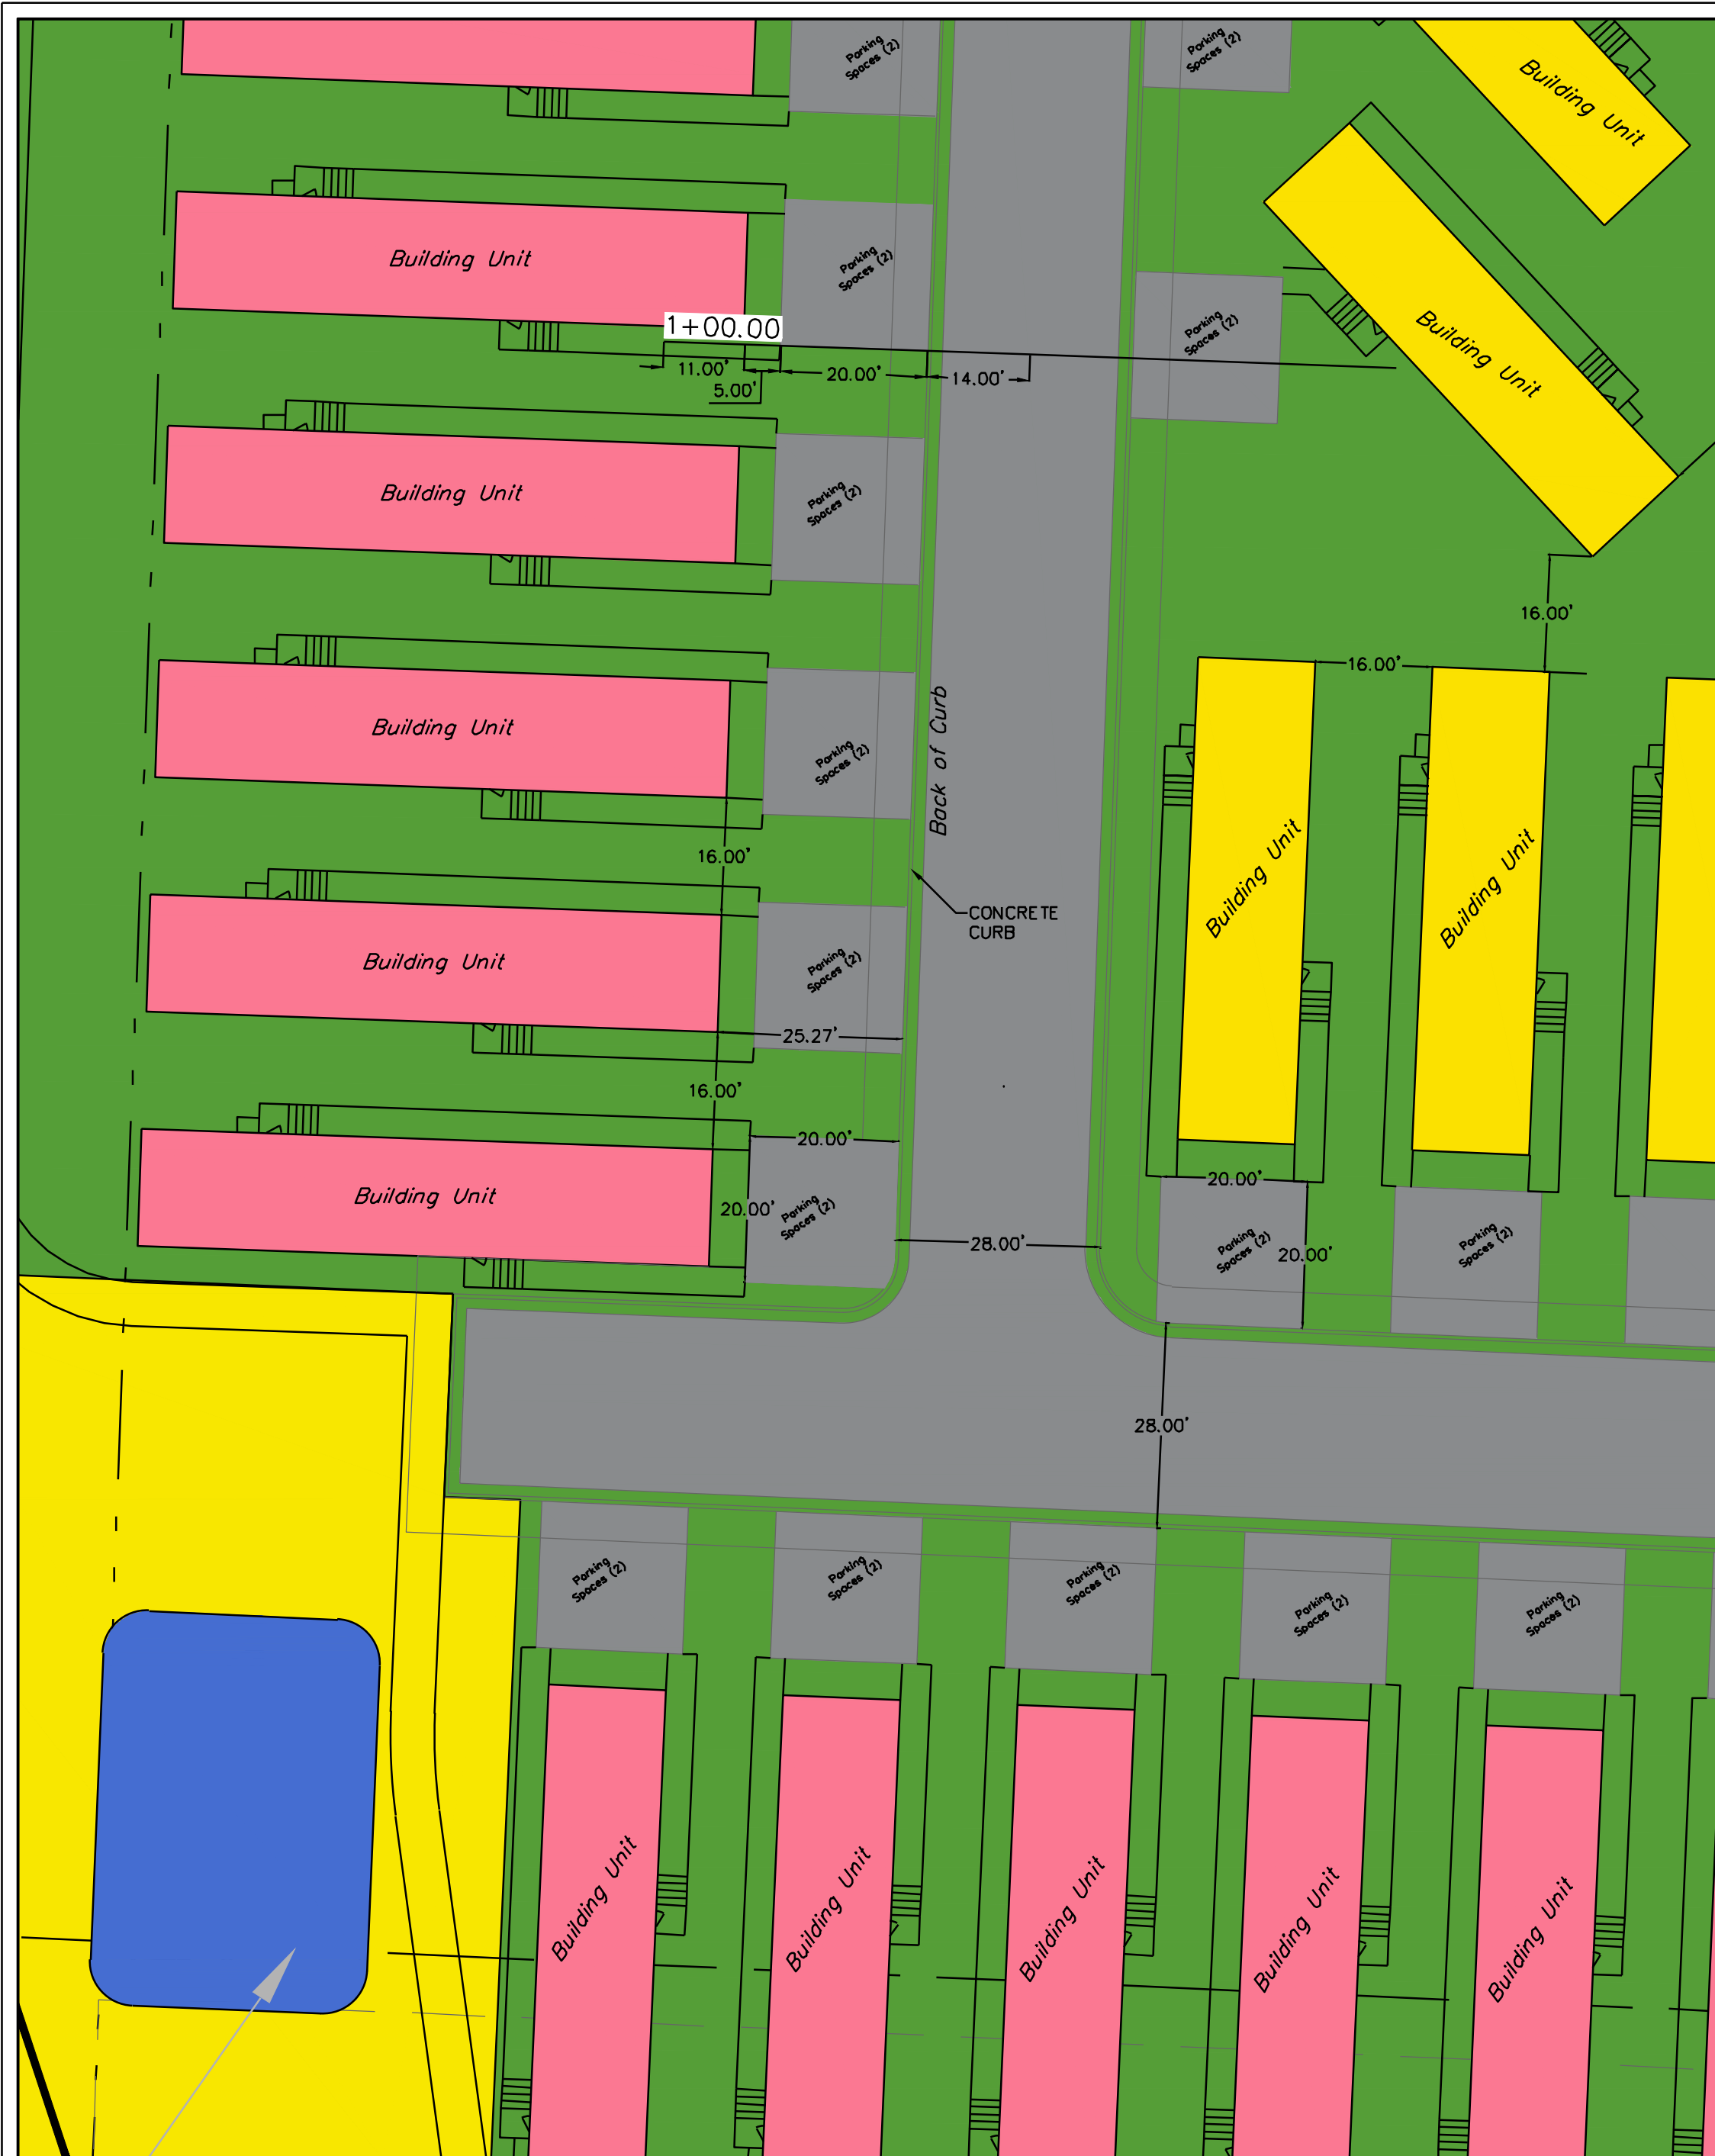 Parking
Spaces (2)
Parking
Spaces (2)
Building Unit
Building Unit
Parking
Spaces (2)
1+00.00
11.00'
5.00'
20.00'
14.00'
Parking
Spaces (2)
Building Unit
Building Unit
Parking
Spaces (2)
16.00'
16.00'
Building Unit
Parking
Spaces (2)
Back of Curb
16.00'
CONCRETE
CURB
Building Unit
Building Unit
Building Unit
Parking
Spaces (2)
25.27'
16.00'
20.00'
Building Unit
20.00'
Parking
Spaces (2)
28.00'
20.00'
Parking
Spaces (2)
20.00'
Parking
Spaces (2)
28.00'
Parking
Spaces (2)
Parking
Spaces (2)
Parking
Spaces (2)
Parking
Spaces (2)
Parking
Spaces (2)
Building Unit
Building Unit
Building Unit
Building Unit
Building Unit